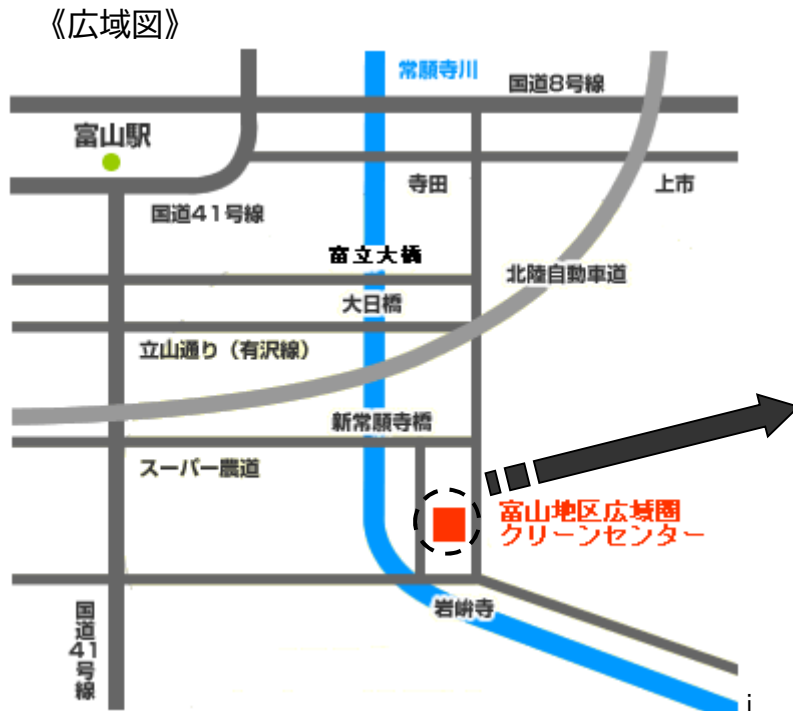 《広域図》
常願寺川
国道8号線
富山駅
寺田
上市
国道41号線
富立大橋
北陸自動車道
大日橋
立山通り（有沢線）
新常願寺橋
スーパー農道
富山地区広域圏
クリーンセンター
岩峅寺
国道41号線
i